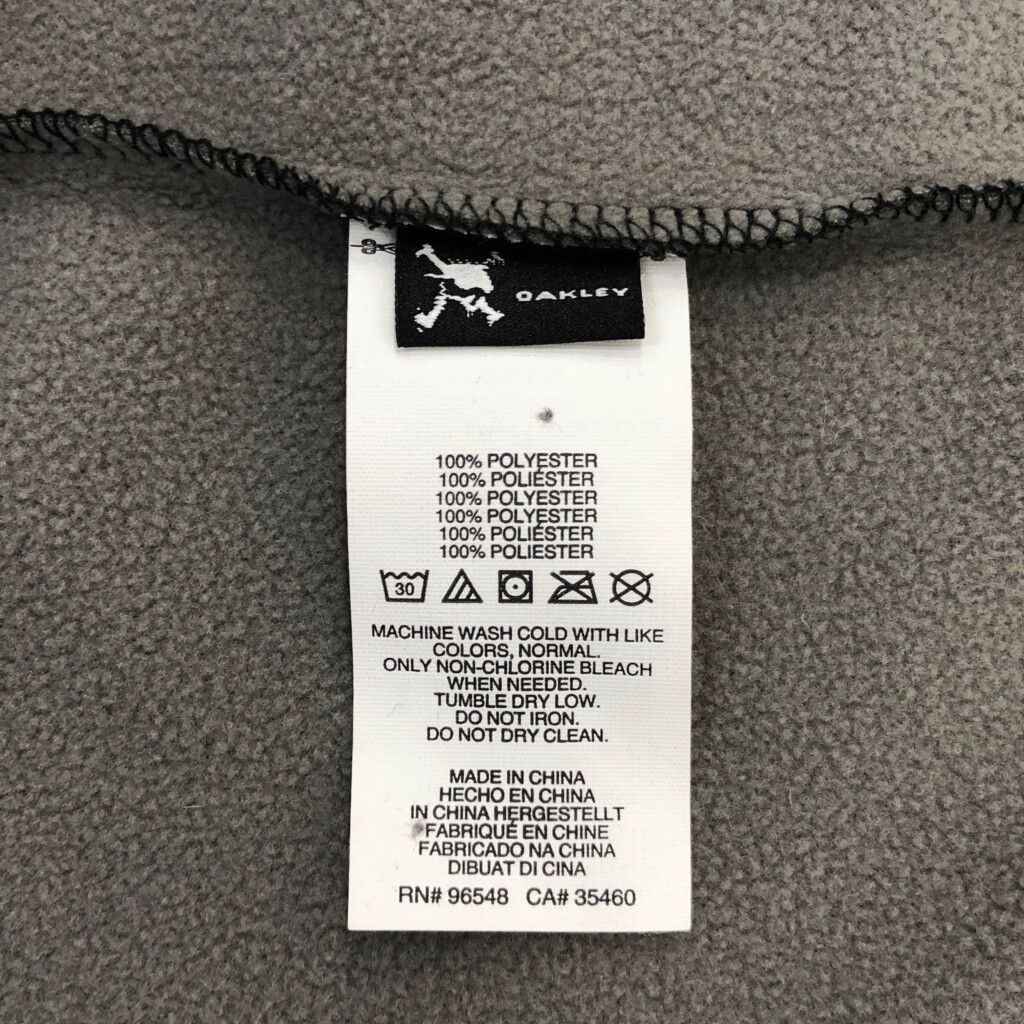 OAKLEY
100% POLYESTER
100% POLIÉSTER
100% POLYESTER
100% POLYESTER
100% POLIÉSTER
100% POLIESTER
30
MACHINE WASH COLD WITH LIKE
COLORS, NORMAL.
ONLY NON-CHLORINE BLEACH
WHEN NEEDED.
TUMBLE DRY LOW.
DO NOT IRON.
DO NOT DRY CLEAN.
MADE IN CHINA
HECHO EN CHINA
IN CHINA HERGESTELLT
FABRIQUÉ EN CHINE
FABRICADO NA CHINA
DIBUAT DI CINA
RN# 96548 CA# 35460